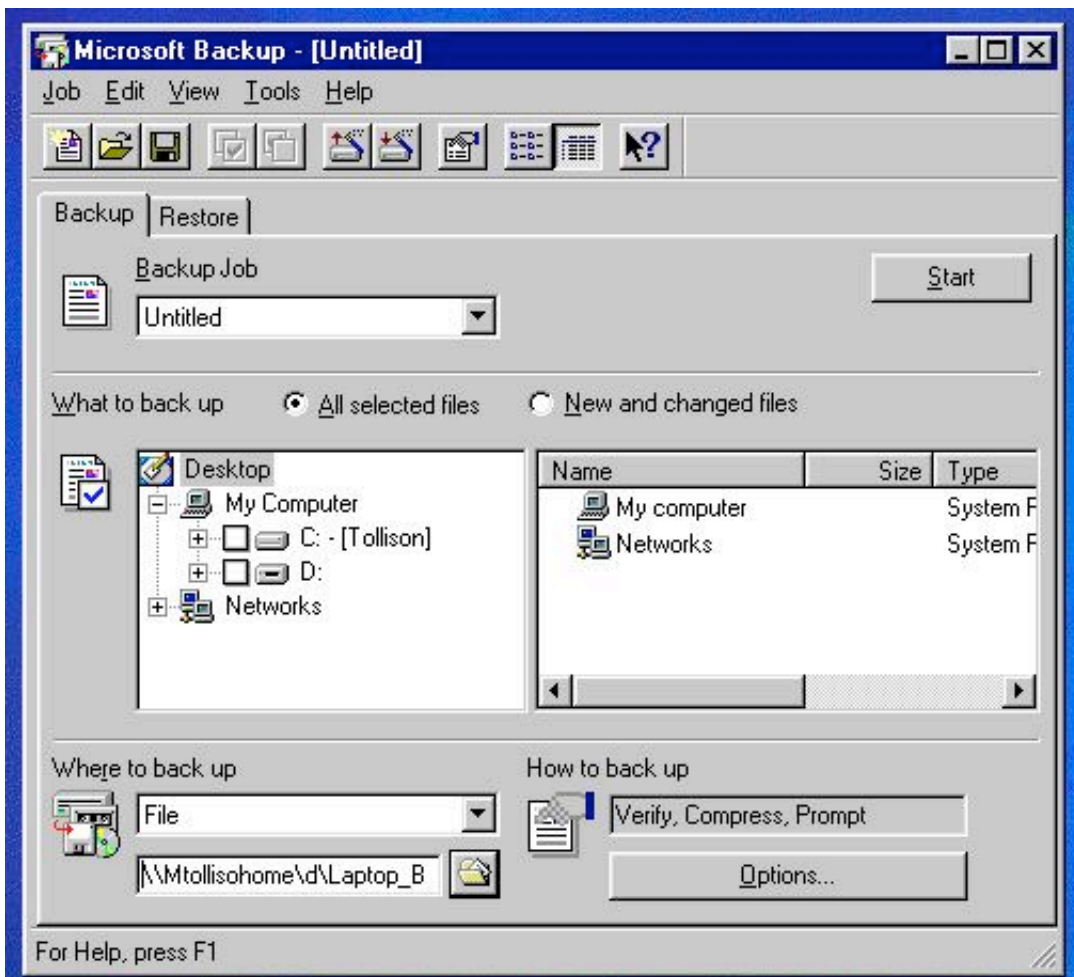 Microsoft Backup - [Untitled]
Job Edit View Tools Help
Backup Restore
Backup Job
Start
Untitled
What to back up All selected files New and changed files
Desktop
My Computer
C: - [Tollison]
D:
Networks
Name Size Type
My computer System F
Networks System F
Where to back up
File
\\Mtollisohome\d\Laptop_B
How to back up
Verify, Compress, Prompt
Options...
For Help, press F1